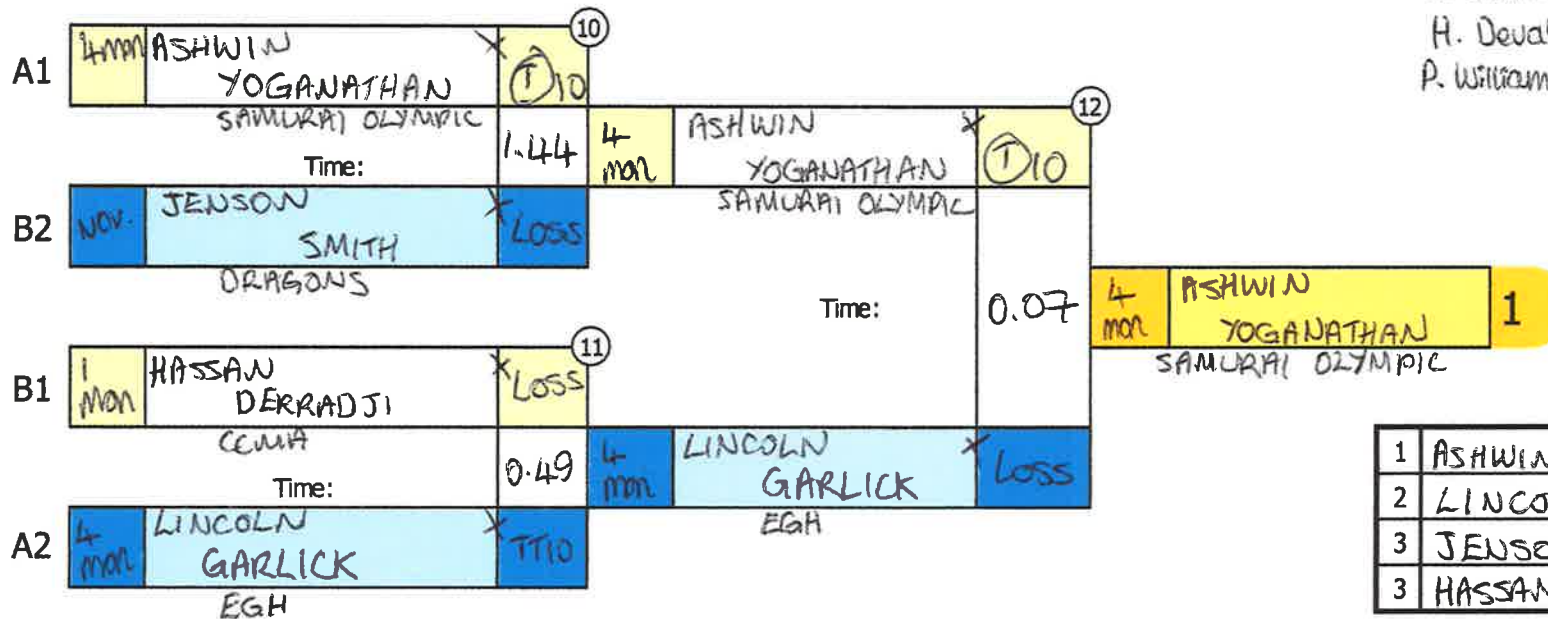 H. Deva
P. William
10
A1 4mon ASHWIN
YOGANATHAN
T 10
SAMURAI OLYMPIC
Time: 1.44
B2 NOV. JENSON
SMITH
LOSS
DRAGONS
12
4 mon ASHWIN
YOGANATHAN
T 10
SAMURAI OLYMPIC
Time: 0.07
4 mon ASHWIN
YOGANATHAN
1
SAMURAI OLYMPIC
11
B1 1 Mon HASSAN
DERRADJI
LOSS
Time: 0.49
A2 4 mon LINCOLN
GARLICK
TT10
EGH
4 mon LINCOLN
GARLICK
LOSS
EGH
1 ASHWIN
2 LINCO
3 JENSO
3 HASSAN